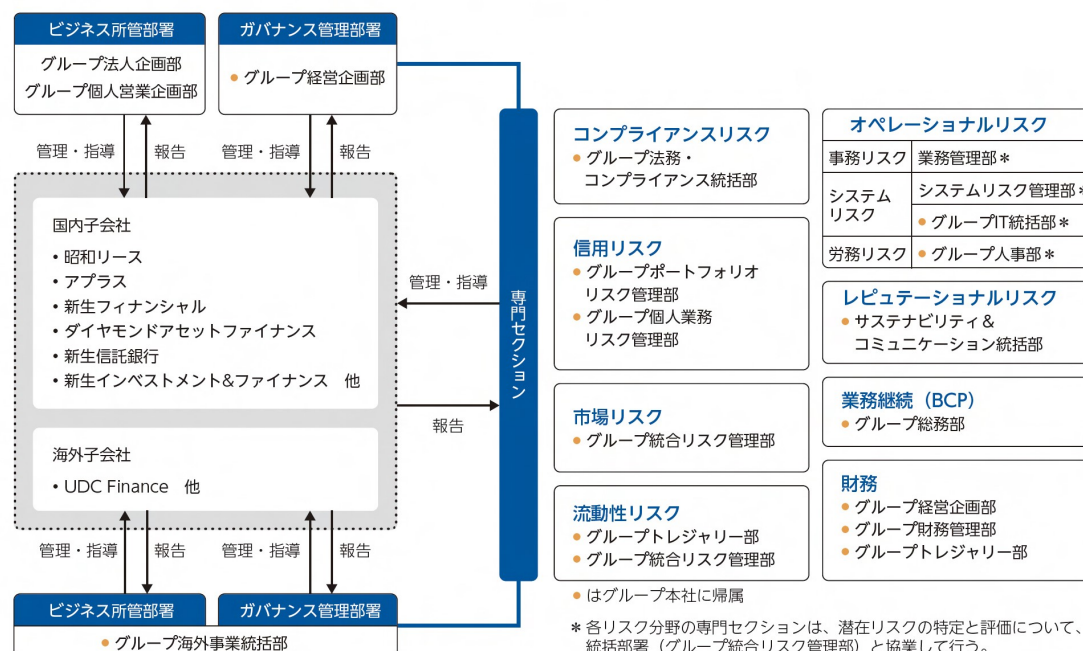 ビジネス所管部署
グループ法人企画部
グループ個人営業企画部
ガバナンス管理部署
● グループ経営企画部
管理・指導
報告
管理・指導
報告
国内子会社
・昭和リース
・アプラス
・新生フィナンシャル
・ダイヤモンドアセットファイナンス
・新生信託銀行
・新生インベストメント&ファイナンス 他
海外子会社
・UDC Finance 他
管理・指導
報告
管理・指導
報告
管理・指導
報告
ビジネス所管部署
ガバナンス管理部署
● グループ海外事業統括部
専門セクション
コンプライアンスリスク
● グループ法務・
コンプライアンス統括部
信用リスク
● グループポートフォリオ
リスク管理部
● グループ個人業務
リスク管理部
市場リスク
● グループ統合リスク管理部
流動性リスク
● グループトレジャリー部
● グループ統合リスク管理部
オペレーショナルリスク
事務リスク 業務管理部＊
システム
リスク
システムリスク管理部＊
● グループIT統括部＊
労務リスク ● グループ人事部＊
レピュテーショナルリスク
● サステナビリティ＆
コミュニケーション統括部
業務継続（BCP）
● グループ総務部
財務
● グループ経営企画部
● グループ財務管理部
● グループトレジャリー部
● はグループ本社に帰属
＊各リスク分野の専門セクションは、潜在リスクの特定と評価について、
統括部署（グループ統合リスク管理部）と協業して行う。